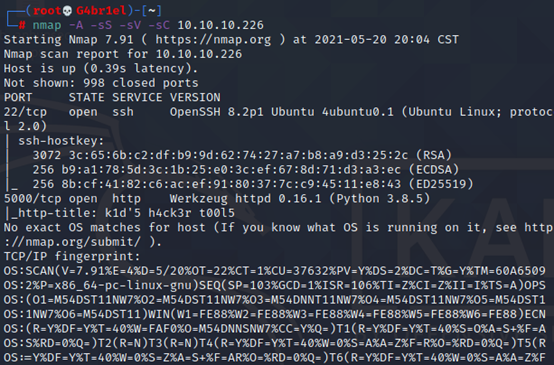 ┌──(root💀G4br1el)-[~]
└─# nmap -A -sS -sV -sC 10.10.10.226
Starting Nmap 7.91 ( https://nmap.org ) at 2021-05-20 20:04 CST
Nmap scan report for 10.10.10.226
Host is up (0.39s latency).
Not shown: 998 closed ports
PORT     STATE SERVICE VERSION
22/tcp   open  ssh     OpenSSH 8.2p1 Ubuntu 4ubuntu0.1 (Ubuntu Linux; protoco
l 2.0)
| ssh-hostkey:
|   3072 3c:65:6b:c2:df:b9:9d:62:74:27:a7:b8:a9:d3:25:2c (RSA)
|   256 b9:a1:78:5d:3c:1b:25:e0:3c:ef:67:8d:71:d3:a3:ec (ECDSA)
|_  256 8b:cf:41:82:c6:ac:ef:91:80:37:7c:c9:45:11:e8:43 (ED25519)
5000/tcp open  http    Werkzeug httpd 0.16.1 (Python 3.8.5)
|_http-title: k1d'5 h4ck3r t00l5
No exact OS matches for host (If you know what OS is running on it, see http
://nmap.org/submit/ ).
TCP/IP fingerprint:
OS:SCAN(V=7.91%E=4%D=5/20%OT=22%CT=1%CU=37632%PV=Y%DS=2%DC=T%G=Y%TM=60A6509
OS:2%P=x86_64-pc-linux-gnu)SEQ(SP=103%GCD=1%ISR=106%TI=Z%CI=Z%II=I%TS=A)OPS
OS:(O1=M54DST11NW7%O2=M54DST11NW7%O3=M54DNNT11NW7%O4=M54DST11NW7%O5=M54DST1
OS:1NW7%O6=M54DST11)WIN(W1=FE88%W2=FE88%W3=FE88%W4=FE88%W5=FE88%W6=FE88)ECN
OS:(R=Y%DF=Y%T=40%W=FAF0%O=M54DNNSNW7%CC=Y%Q=)T1(R=Y%DF=Y%T=40%S=O%A=S+%F=A
OS:S%RD=0%Q=)T2(R=N)T3(R=N)T4(R=Y%DF=Y%T=40%W=0%S=A%A=Z%F=R%O=%RD=0%Q=)T5(R
OS:=Y%DF=Y%T=40%W=0%S=Z%A=S+%F=AR%O=%RD=0%Q=)T6(R=Y%DF=Y%T=40%W=0%S=A%A=Z%F